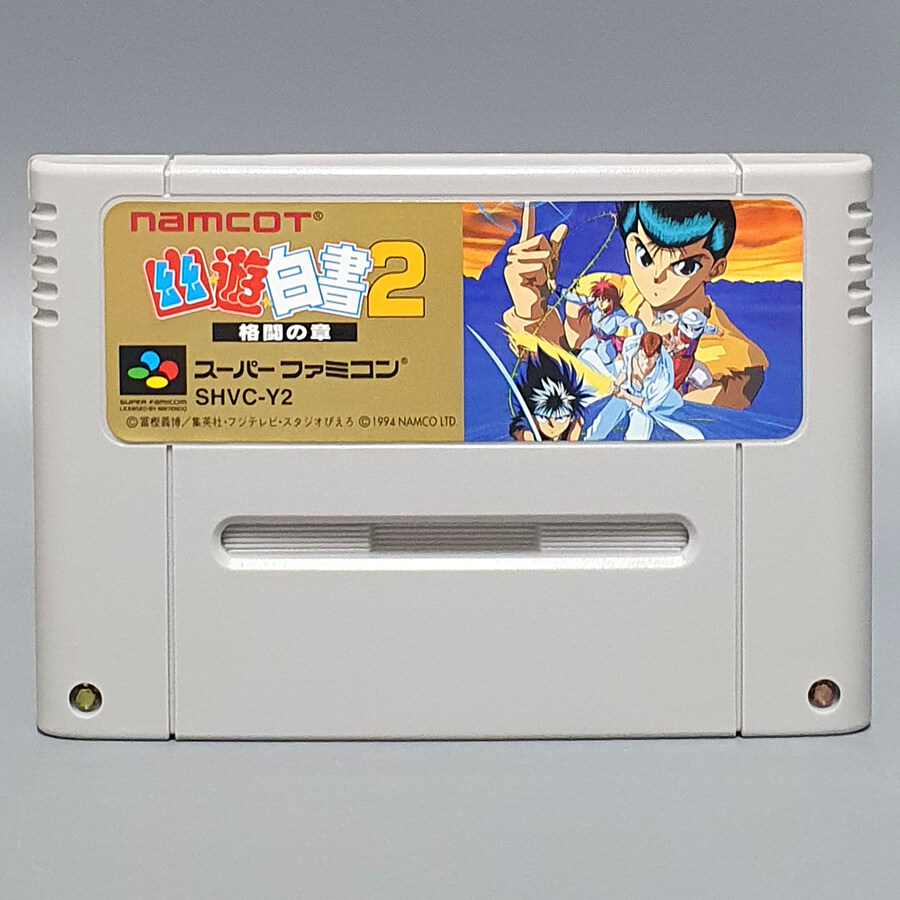 namcoT®
幽☆遊☆白書2
格闘の章
スーパーファミコン®
SUPER FAMICOM
LICENSED BY NINTENDO
SHVC-Y2
©冨樫義博／集英社・フジテレビ・スタジオぴえろ ©1994 NAMCO LTD